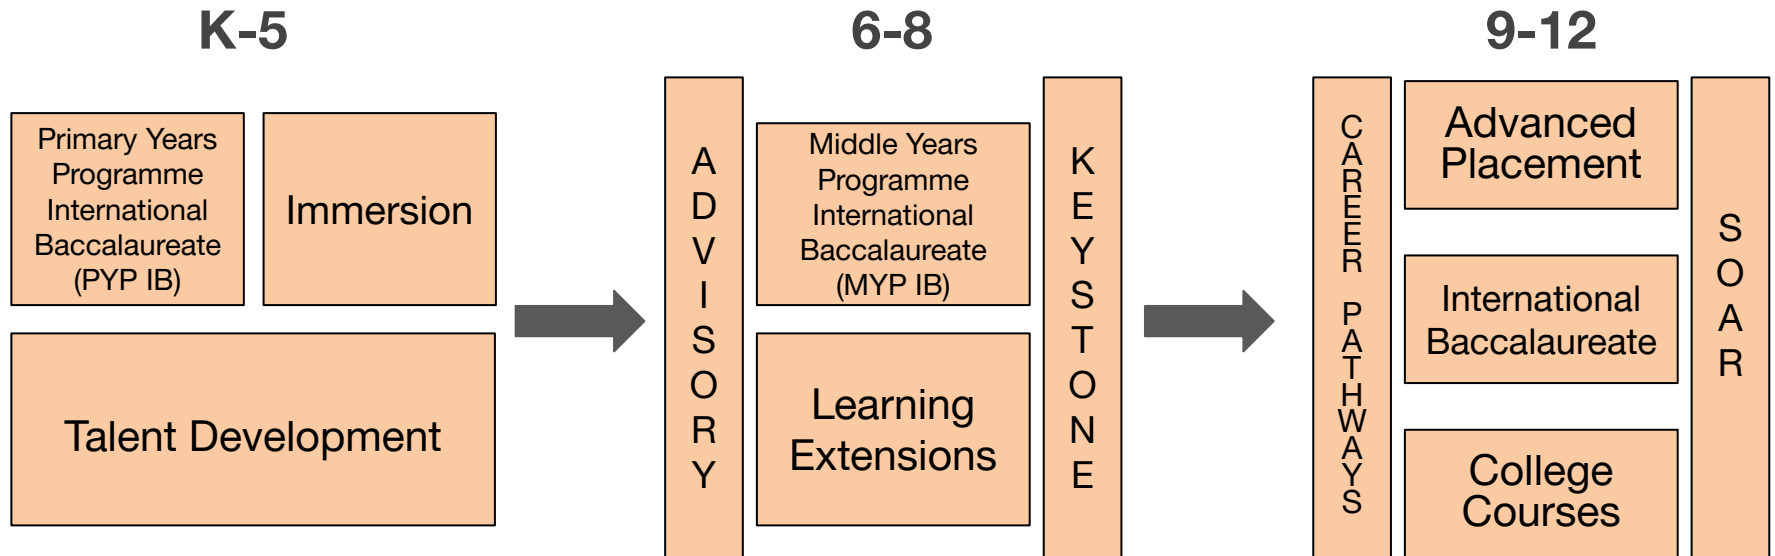 K-5
6-8
9-12
Primary Years
Programme
International
Baccalaureate
(PYP IB)
Immersion
Talent Development
ADVISORY
Middle Years
Programme
International
Baccalaureate
(MYP IB)
Learning
Extensions
KEYSTONE
CAREER PATHWAYS
Advanced
Placement
International
Baccalaureate
College
Courses
SOAR